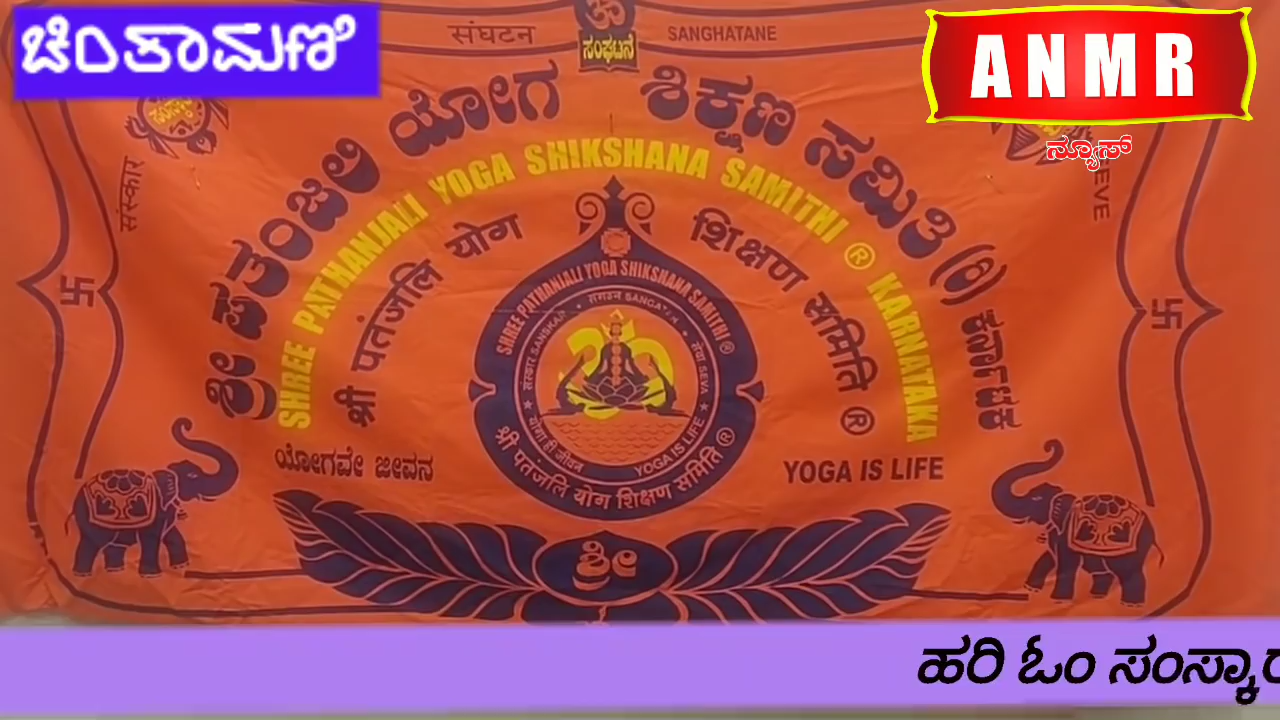 ಚಿಂತಾಮಣಿ
ANMR
ನ್ಯೂಸ್
संघटन
ಸಂಘಟನೆ
SANGHATANE
संस्कार
ಶ್ರೀ ಪತಂಜಲಿ ಯೋಗ ಶಿಕ್ಷಣ ಸಮಿತಿ (ರಿ) ಕರ್ನಾಟಕ
SHREE PATHANJALI YOGA SHIKSHANA SAMITHI ® KARNATAKA
श्री पतंजलि योग शिक्षण समिति ®
SHREE PATHANJALI YOGA SHIKSHANA SAMITHI ®
योगा ही जीवन
YOGA IS LIFE
श्री पतंजलि योग शिक्षण समिति ®
ಯೋಗವೇ ಜೀವನ
YOGA IS LIFE
ಶ್ರೀ
ಹರಿ ಓಂ ಸಂಸ್ಕಾರ